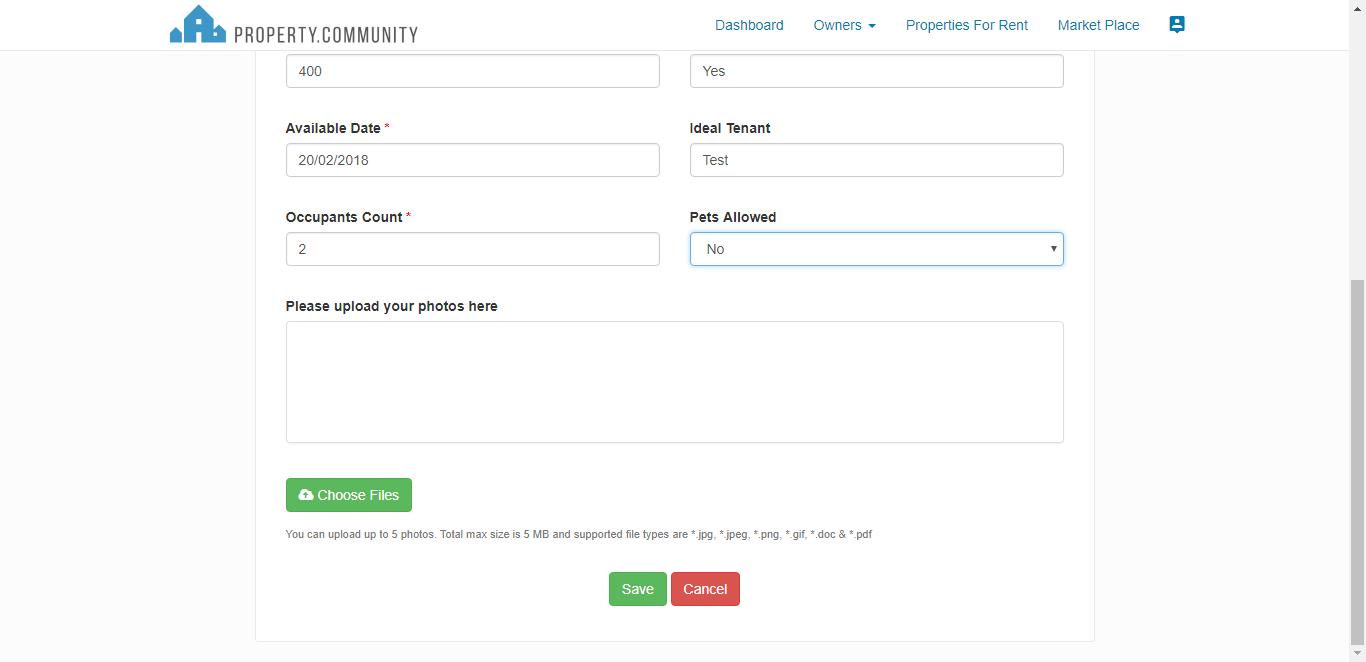 PROPERTY.COMMUNITY
Dashboard Owners Properties For Rent Market Place
400 Yes
Available Date * Ideal Tenant
20/02/2018 Test
Occupants Count * Pets Allowed
2 No
Please upload your photos here
Choose Files
You can upload up to 5 photos. Total max size is 5 MB and supported file types are *.jpg, *.jpeg, *.png, *.gif, *.doc & *.pdf
Save Cancel